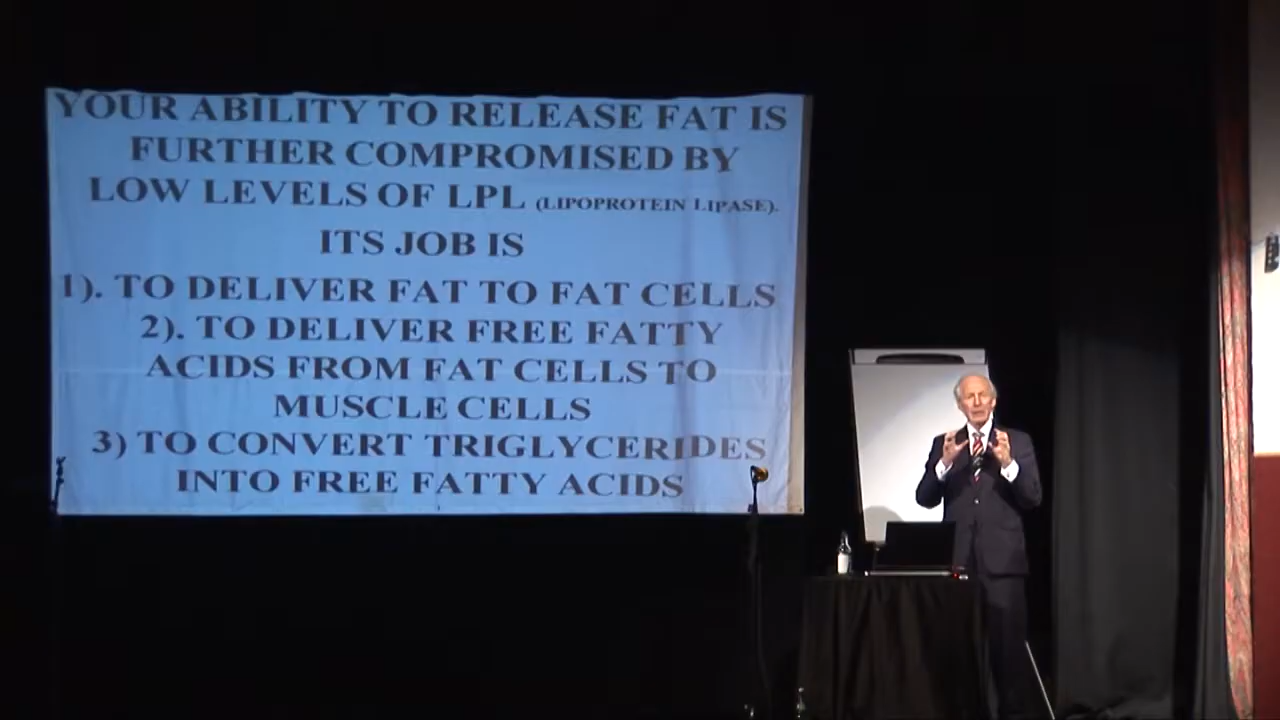 YOUR ABILITY TO RELEASE FAT IS
FURTHER COMPROMISED BY
LOW LEVELS OF LPL (LIPOPROTEIN LIPASE).
ITS JOB IS
1). TO DELIVER FAT TO FAT CELLS
2). TO DELIVER FREE FATTY
ACIDS FROM FAT CELLS TO
MUSCLE CELLS
3) TO CONVERT TRIGLYCERIDES
INTO FREE FATTY ACIDS